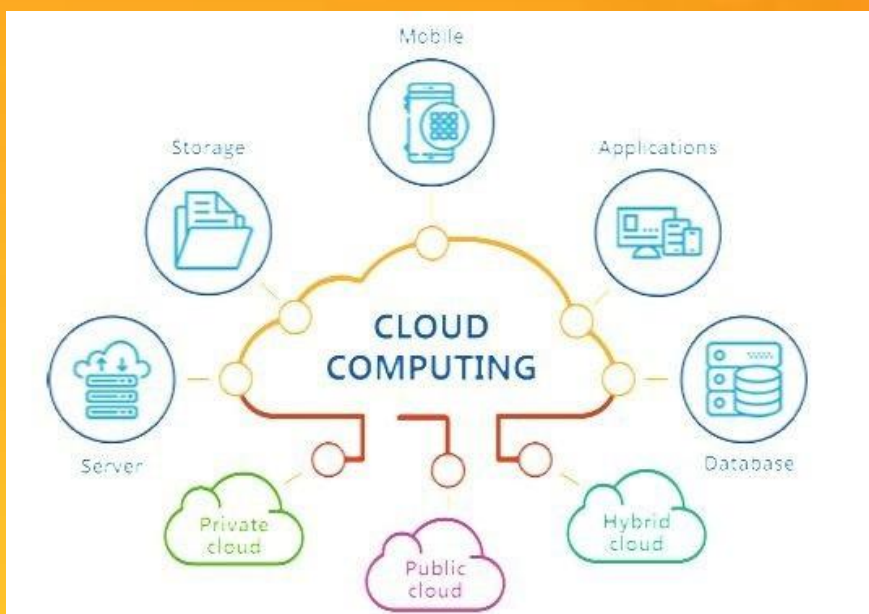 Mobile
Storage
Applications
CLOUD
COMPUTING
Server
Database
Private
cloud
Public
cloud
Hybrid
cloud